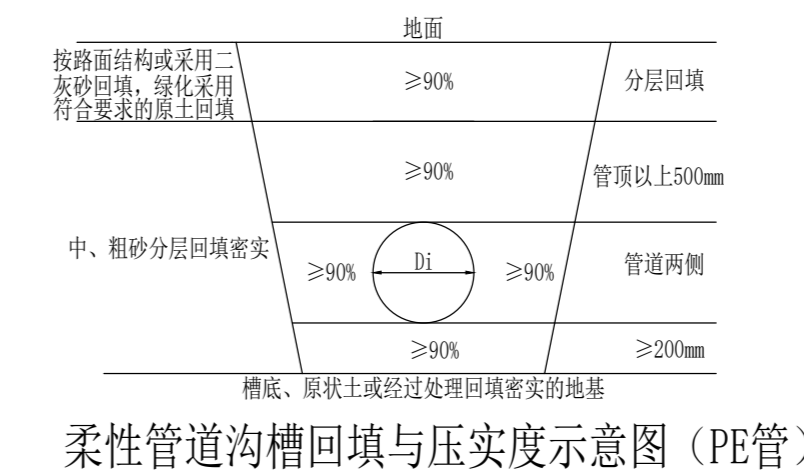 地面
按路面结构或采用二
灰砂回填，绿化采用
符合要求的原土回填
≥90%
分层回填
≥90%
管顶以上500mm
中、粗砂分层回填密实
≥90%
Di
≥90%
管道两侧
≥90%
≥200mm
槽底、原状土或经过处理回填密实的地基
柔性管道沟槽回填与压实度示意图（PE管）